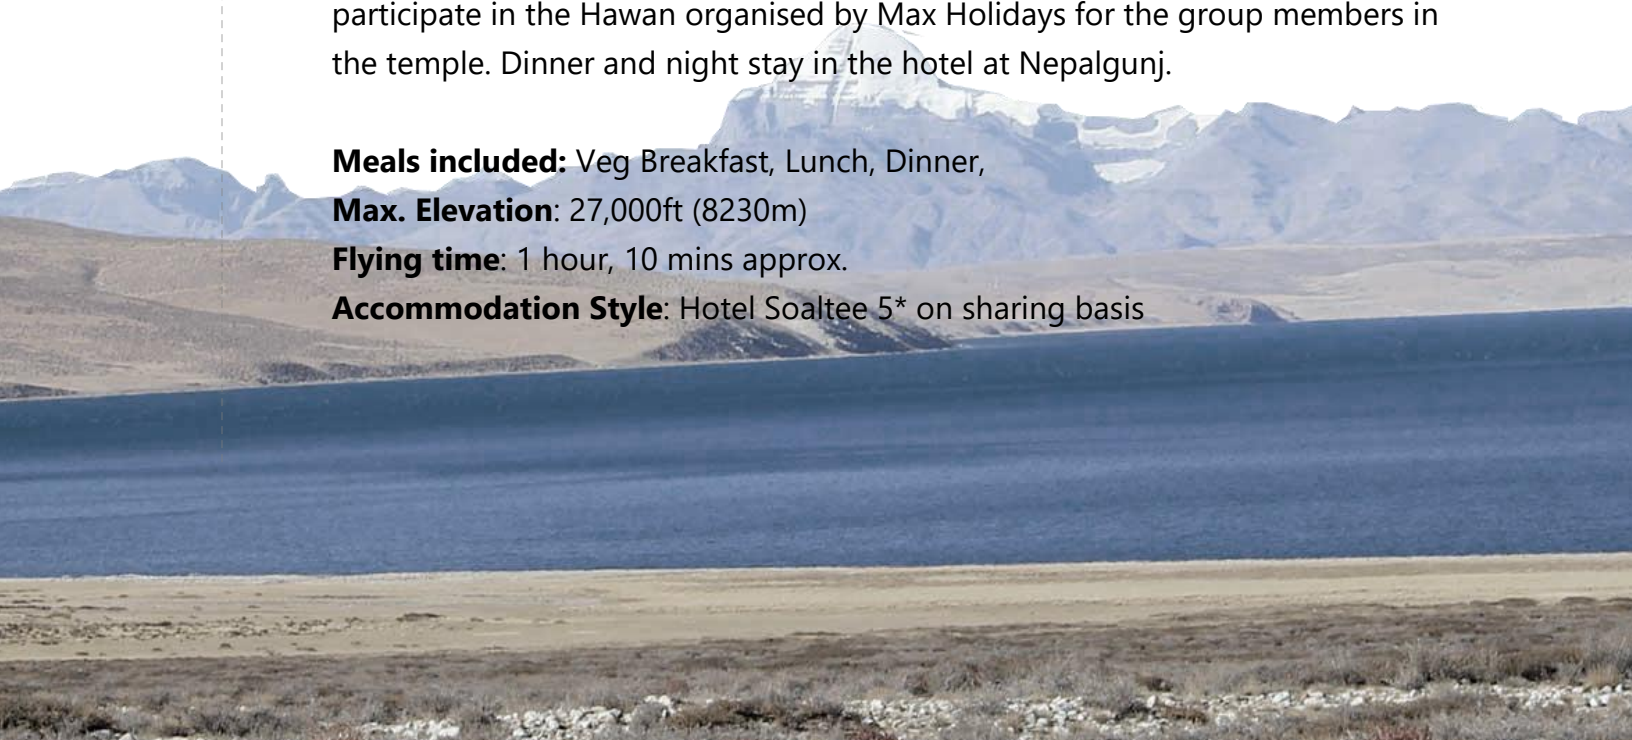 participate in the Hawan organised by Max Holidays for the group members in
the temple. Dinner and night stay in the hotel at Nepalgunj.
Meals included: Veg Breakfast, Lunch, Dinner,
Max. Elevation: 27,000ft (8230m)
Flying time: 1 hour, 10 mins approx.
Accommodation Style: Hotel Soaltee 5* on sharing basis